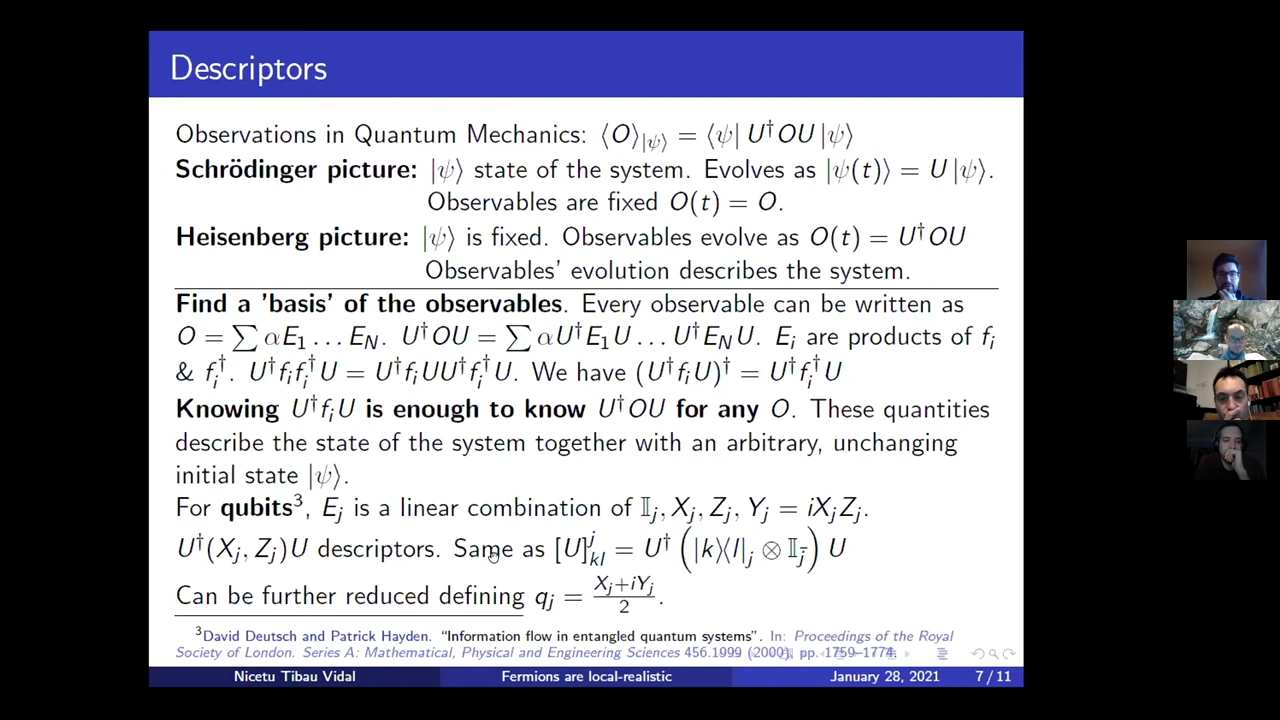 Descriptors
Observations in Quantum Mechanics: ⟨O⟩|ψ⟩ = ⟨ψ| U†OU |ψ⟩
Schrödinger picture: |ψ⟩ state of the system. Evolves as |ψ(t)⟩ = U |ψ⟩.
Observables are fixed O(t) = O.
Heisenberg picture: |ψ⟩ is fixed. Observables evolve as O(t) = U†OU
Observables' evolution describes the system.
Find a 'basis' of the observables. Every observable can be written as
O = ∑ αE₁ … E_N. U†OU = ∑ αU†E₁U … U†E_NU. E_i are products of f_i
& f_i†. U†f_i f_i†U = U†f_iUU†f_i†U. We have (U†f_iU)† = U†f_i†U
Knowing U†f_iU is enough to know U†OU for any O. These quantities
describe the state of the system together with an arbitrary, unchanging
initial state |ψ⟩.
For qubits³, E_j is a linear combination of 𝕀_j, X_j, Z_j, Y_j = iX_jZ_j.
U†(X_j, Z_j)U descriptors. Same as [U]^j_kl = U† (|k⟩⟨l|_j ⊗ 𝕀_j̄) U
Can be further reduced defining q_j = (X_j+iY_j)/2.
³David Deutsch and Patrick Hayden. "Information flow in entangled quantum systems". In: Proceedings of the Royal
Society of London. Series A: Mathematical, Physical and Engineering Sciences 456.1999 (2000), pp. 1759–1774.
Nicetu Tibau Vidal Fermions are local-realistic January 28, 2021 7 / 11